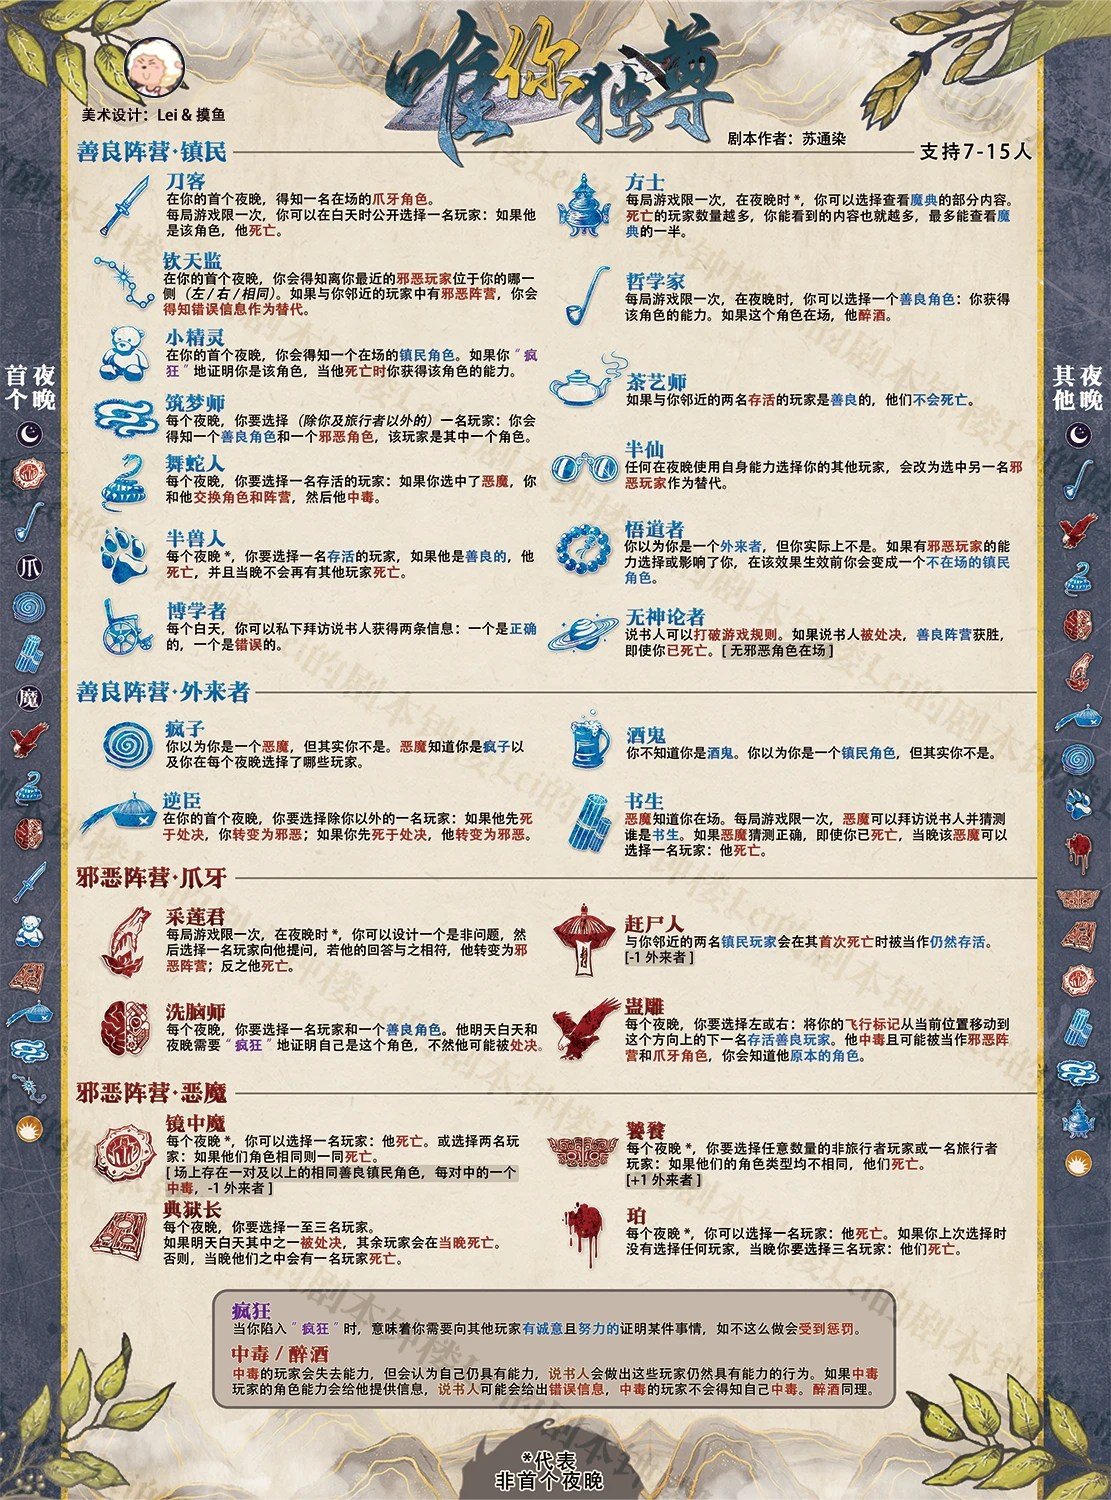 唯你独尊
美术设计：Lei & 摸鱼
剧本作者：苏通染
善良阵营·镇民
支持7-15人
刀客
在你的首个夜晚，得知一名在场的爪牙角色。
每局游戏限一次，你可以在白天时公开选择一名玩家：如果他
是该角色，他死亡。
钦天监
在你的首个夜晚，你会得知离你最近的邪恶玩家位于你的哪一
侧（左/右/相同）。如果与你邻近的玩家中有邪恶阵营，你会
得知错误信息作为替代。
小精灵
在你的首个夜晚，你会得知一个在场的镇民角色。如果你“疯
狂”地证明你是该角色，当他死亡时你获得该角色的能力。
筑梦师
每个夜晚，你要选择（除你及旅行者以外的）一名玩家：你会
得知一个善良角色和一个邪恶角色，该玩家是其中一个角色。
舞蛇人
每个夜晚，你要选择一名存活的玩家：如果你选中了恶魔，你
和他交换角色和阵营，然后他中毒。
半兽人
每个夜晚*，你要选择一名存活的玩家，如果他是善良的，他
死亡，并且当晚不会再有其他玩家死亡。
博学者
每个白天，你可以私下拜访说书人获得两条信息：一个是正确
的，一个是错误的。
方士
每局游戏限一次，在夜晚时*，你可以选择查看魔典的部分内容。
死亡的玩家数量越多，你能看到的内容也就越多，最多能查看魔
典的一半。
哲学家
每局游戏限一次，在夜晚时，你可以选择一个善良角色：你获得
该角色的能力。如果这个角色在场，他醉酒。
茶艺师
如果与你邻近的两名存活的玩家是善良的，他们不会死亡。
半仙
任何在夜晚使用自身能力选择你的其他玩家，会改为选中另一名邪
恶玩家作为替代。
悟道者
你以为你是一个外来者，但你实际上不是。如果有邪恶玩家的能
力选择或影响了你，在该效果生效前你会变成一个不在场的镇民
角色。
无神论者
说书人可以打破游戏规则。如果说书人被处决，善良阵营获胜，
即使你已死亡。[ 无邪恶角色在场 ]
善良阵营·外来者
疯子
你以为你是一个恶魔，但其实你不是。恶魔知道你是疯子以
及你在每个夜晚选择了哪些玩家。
逆臣
在你的首个夜晚，你要选择除你以外的一名玩家：如果他先死
于处决，你转变为邪恶；如果你先死于处决，他转变为邪恶。
酒鬼
你不知道你是酒鬼。你以为你是一个镇民角色，但其实你不是。
书生
恶魔知道你在场。每局游戏限一次，恶魔可以拜访说书人并猜测
谁是书生。如果恶魔猜测正确，即使你已死亡，当晚该恶魔可以
选择一名玩家：他死亡。
邪恶阵营·爪牙
采莲君
每局游戏限一次，在夜晚时*，你可以设计一个是非问题，然
后选择一名玩家向他提问，若他的回答与之相符，他转变为邪
恶阵营；反之他死亡。
洗脑师
每个夜晚，你要选择一名玩家和一个善良角色。他明天白天和
夜晚需要“疯狂”地证明自己是这个角色，不然他可能被处决。
赶尸人
与你邻近的两名镇民玩家会在其首次死亡时被当作仍然存活。
[-1 外来者 ]
蛊雕
每个夜晚，你要选择左或右：将你的飞行标记从当前位置移动到
这个方向上的下一名存活善良玩家。他中毒且可能被当作邪恶阵
营和爪牙角色，你会知道他原本的角色。
邪恶阵营·恶魔
镜中魔
每个夜晚*，你可以选择一名玩家：他死亡。或选择两名玩
家：如果他们角色相同则一同死亡。
[ 场上存在一对及以上的相同善良镇民角色，每对中的一个
中毒，-1 外来者 ]
典狱长
每个夜晚，你要选择一至三名玩家。
如果明天白天其中之一被处决，其余玩家会在当晚死亡。
否则，当晚他们之中会有一名玩家死亡。
饕餮
每个夜晚*，你要选择任意数量的非旅行者玩家或一名旅行者
玩家：如果他们的角色类型均不相同，他们死亡。
[+1 外来者 ]
珀
每个夜晚*，你可以选择一名玩家：他死亡。如果你上次选择时
没有选择任何玩家，当晚你要选择三名玩家：他们死亡。
疯狂
当你陷入“疯狂”时，意味着你需要向其他玩家有诚意且努力的证明某件事情，如不这么做会受到惩罚。
中毒 / 醉酒
中毒的玩家会失去能力，但会认为自己仍具有能力，说书人会做出这些玩家仍然具有能力的行为。如果中毒
玩家的角色能力会给他提供信息，说书人可能会给出错误信息，中毒的玩家不会得知自己中毒。醉酒同理。
*代表
非首个夜晚
首个夜晚
爪
魔
其他夜晚